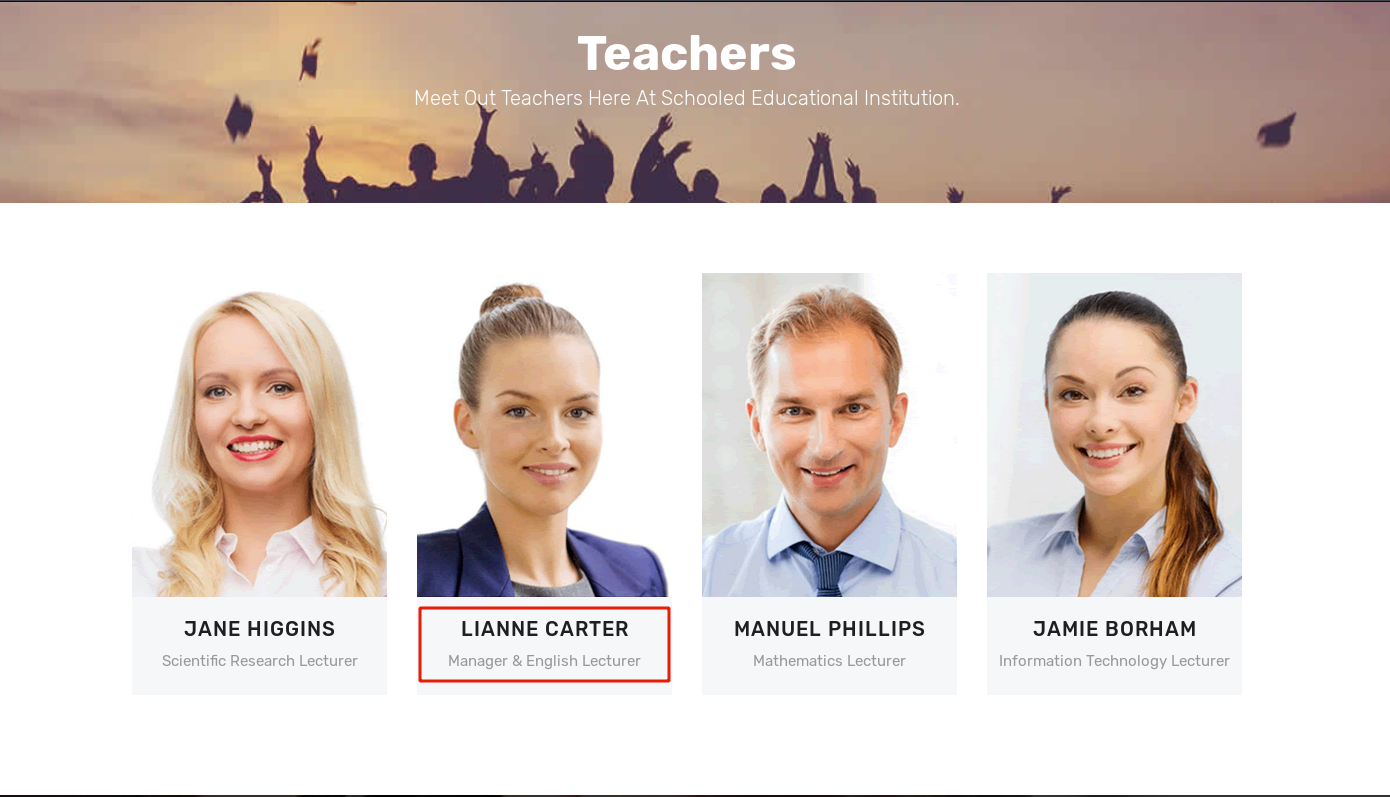 Teachers
Meet Out Teachers Here At Schooled Educational Institution.
JANE HIGGINS
Scientific Research Lecturer
LIANNE CARTER
Manager & English Lecturer
MANUEL PHILLIPS
Mathematics Lecturer
JAMIE BORHAM
Information Technology Lecturer